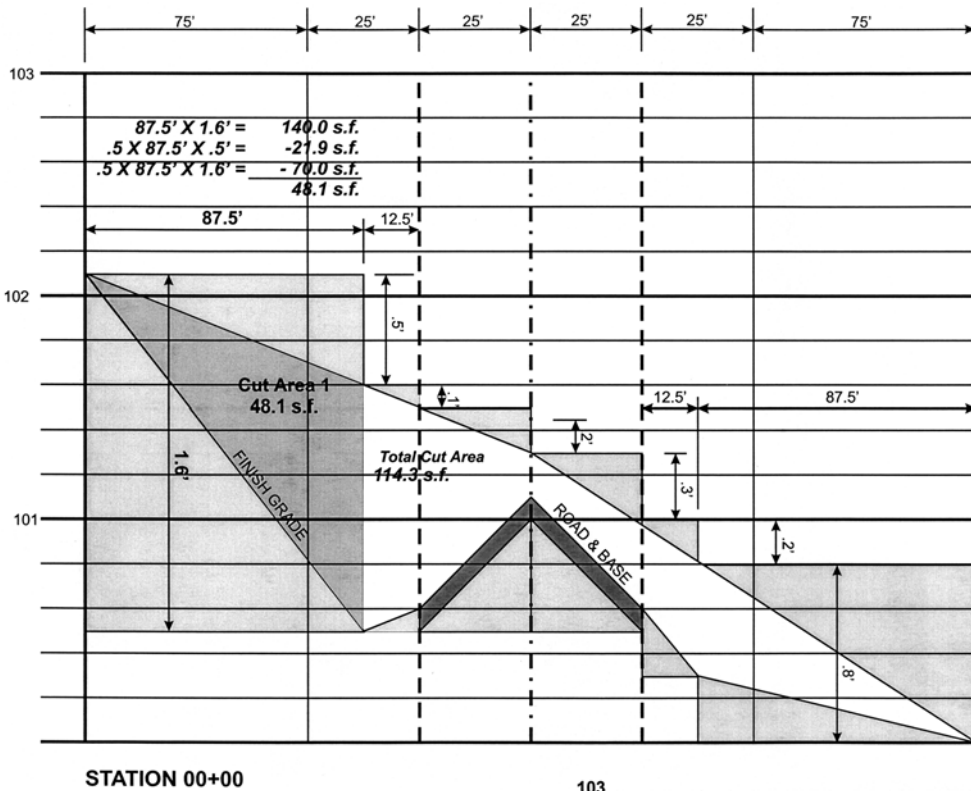 75' 25' 25' 25' 25' 75'
103
87.5' X 1.6' = 140.0 s.f.
.5 X 87.5' X .5' = -21.9 s.f.
.5 X 87.5' X 1.6' = - 70.0 s.f.
48.1 s.f.
87.5' 12.5'
102
.5'
Cut Area 1
48.1 s.f.
.1'
12.5' 87.5'
.2'
1.6'
FINISH GRADE
Total Cut Area
114.3 s.f.
.3'
101
ROAD & BASE
.2'
.8'
STATION 00+00
103